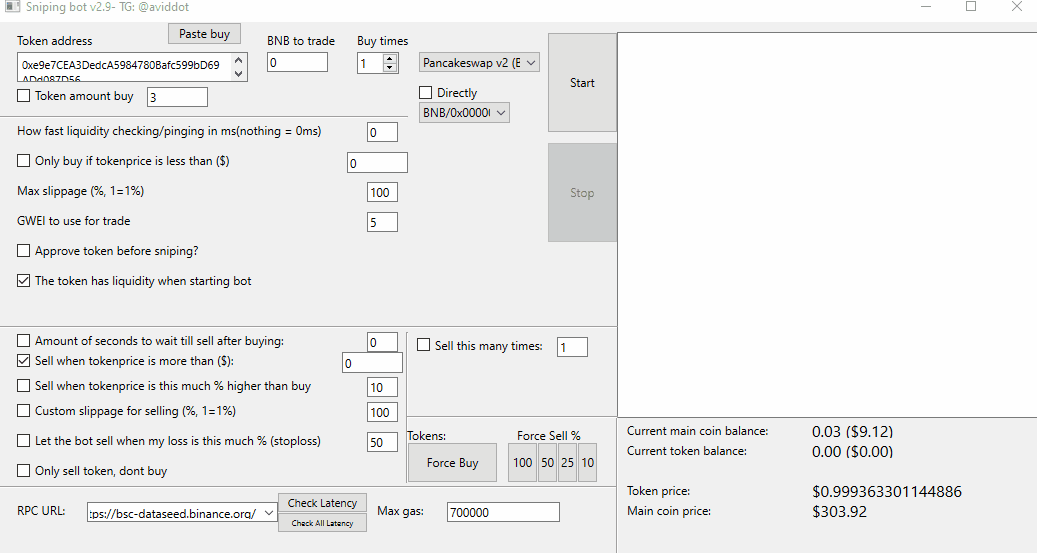 Sniping bot v2.9- TG: @aviddot
Token address
Paste buy
BNB to trade
Buy times
0xe9e7CEA3DedcA5984780Bafc599bD69
ADd087D56
0
1
Pancakeswap v2 (E
Start
Token amount buy
3
Directly
BNB/0x0000(
How fast liquidity checking/pinging in ms(nothing = 0ms)
0
Only buy if tokenprice is less than ($)
0
Max slippage (%, 1=1%)
100
Stop
GWEI to use for trade
5
Approve token before sniping?
The token has liquidity when starting bot
Amount of seconds to wait till sell after buying:
0
Sell this many times:
1
Sell when tokenprice is more than ($):
0
Sell when tokenprice is this much % higher than buy
10
Custom slippage for selling (%, 1=1%)
100
Let the bot sell when my loss is this much % (stoploss)
50
Only sell token, dont buy
Tokens:
Force Sell %
Force Buy
100
50
25
10
Current main coin balance:
0.03 ($9.12)
Current token balance:
0.00 ($0.00)
Token price:
$0.999363301144886
Main coin price:
$303.92
RPC URL:
:ps://bsc-dataseed.binance.org/
Check Latency
Check All Latency
Max gas:
700000